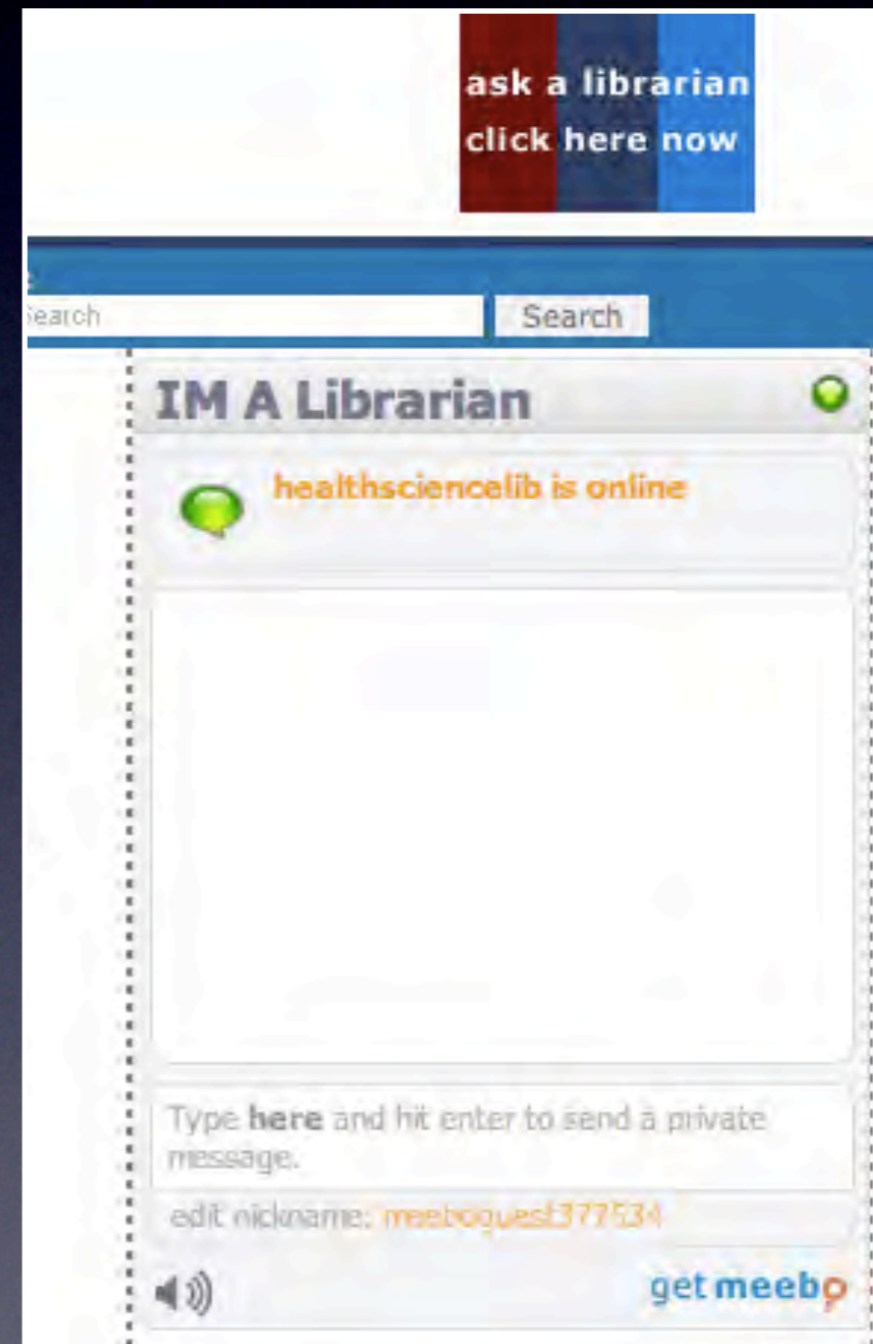 ask a librarian
click here now
Search
Search
IM A Librarian
healthsciencelib is online
Type here and hit enter to send a private
message.
edit nickname: meeboguest377534
get meebo